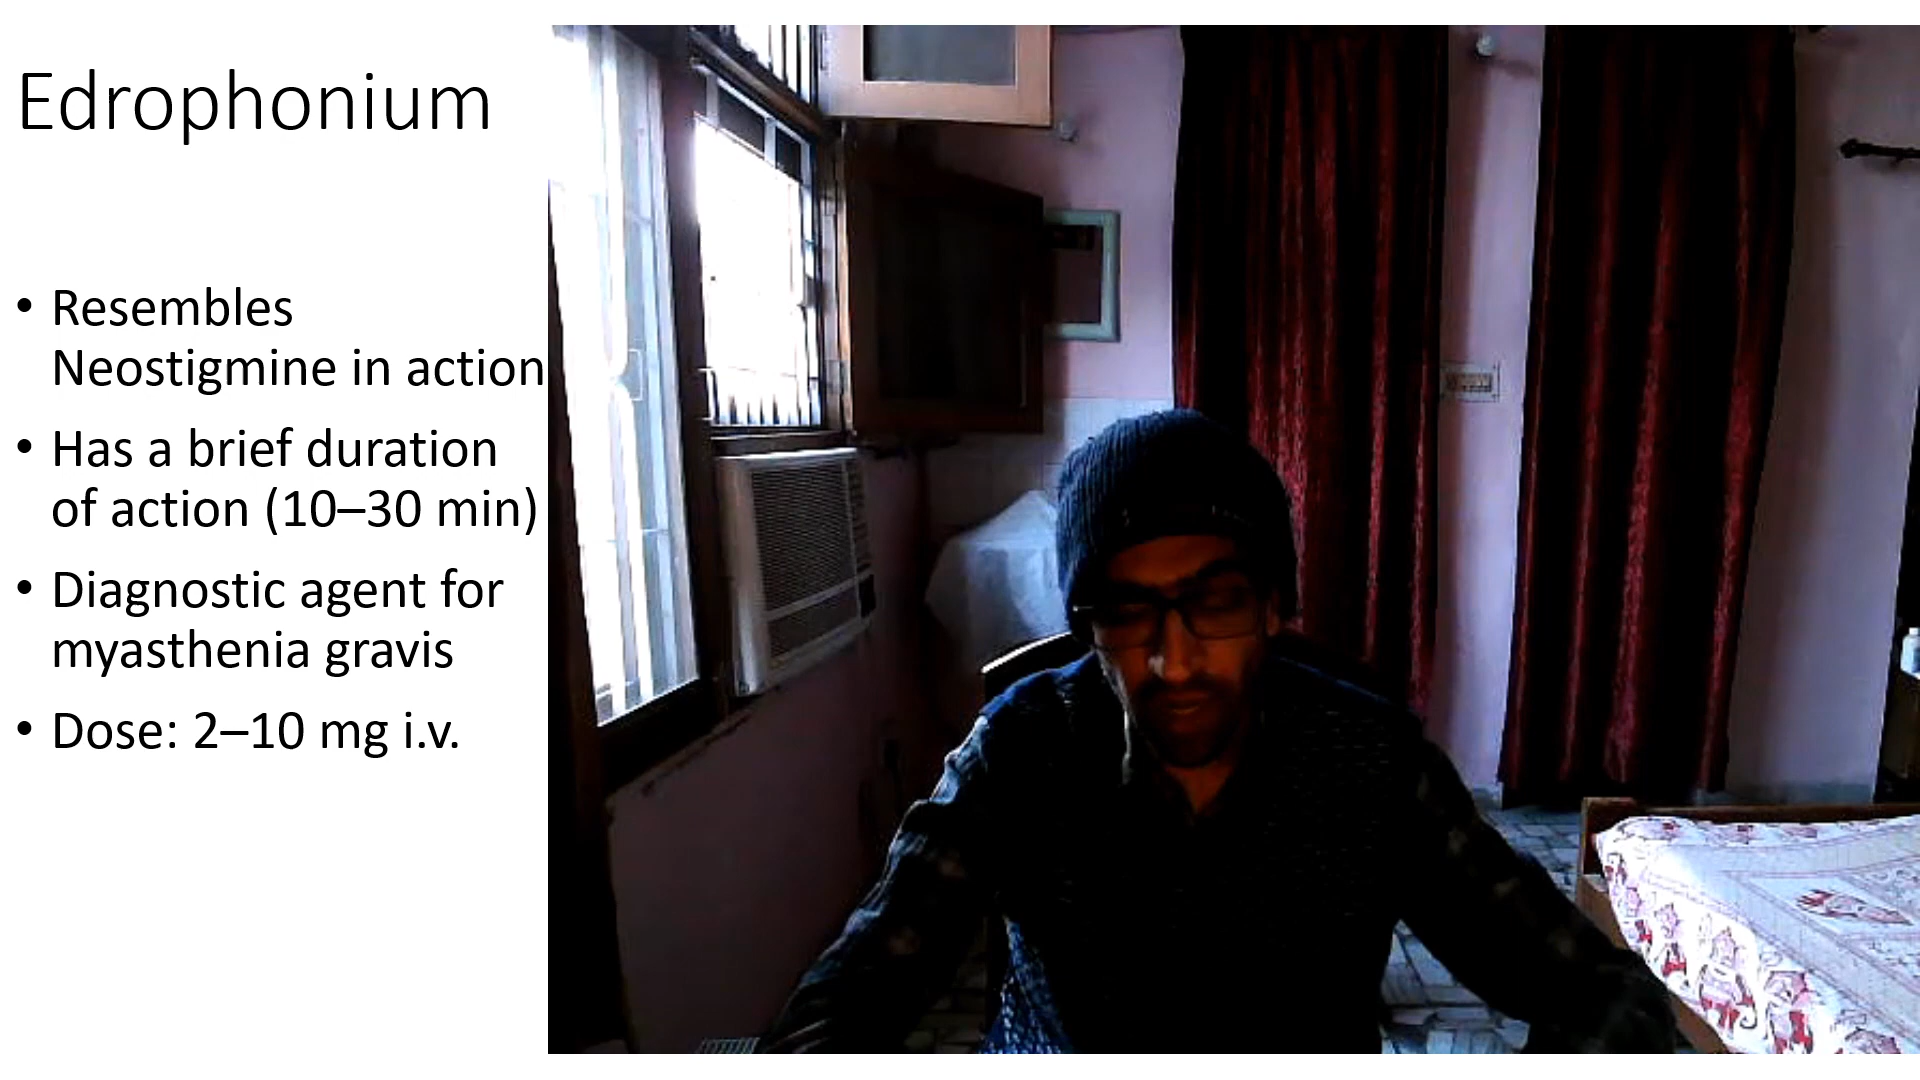 Edrophonium
• Resembles
Neostigmine in action
• Has a brief duration
of action (10–30 min)
• Diagnostic agent for
myasthenia gravis
• Dose: 2–10 mg i.v.